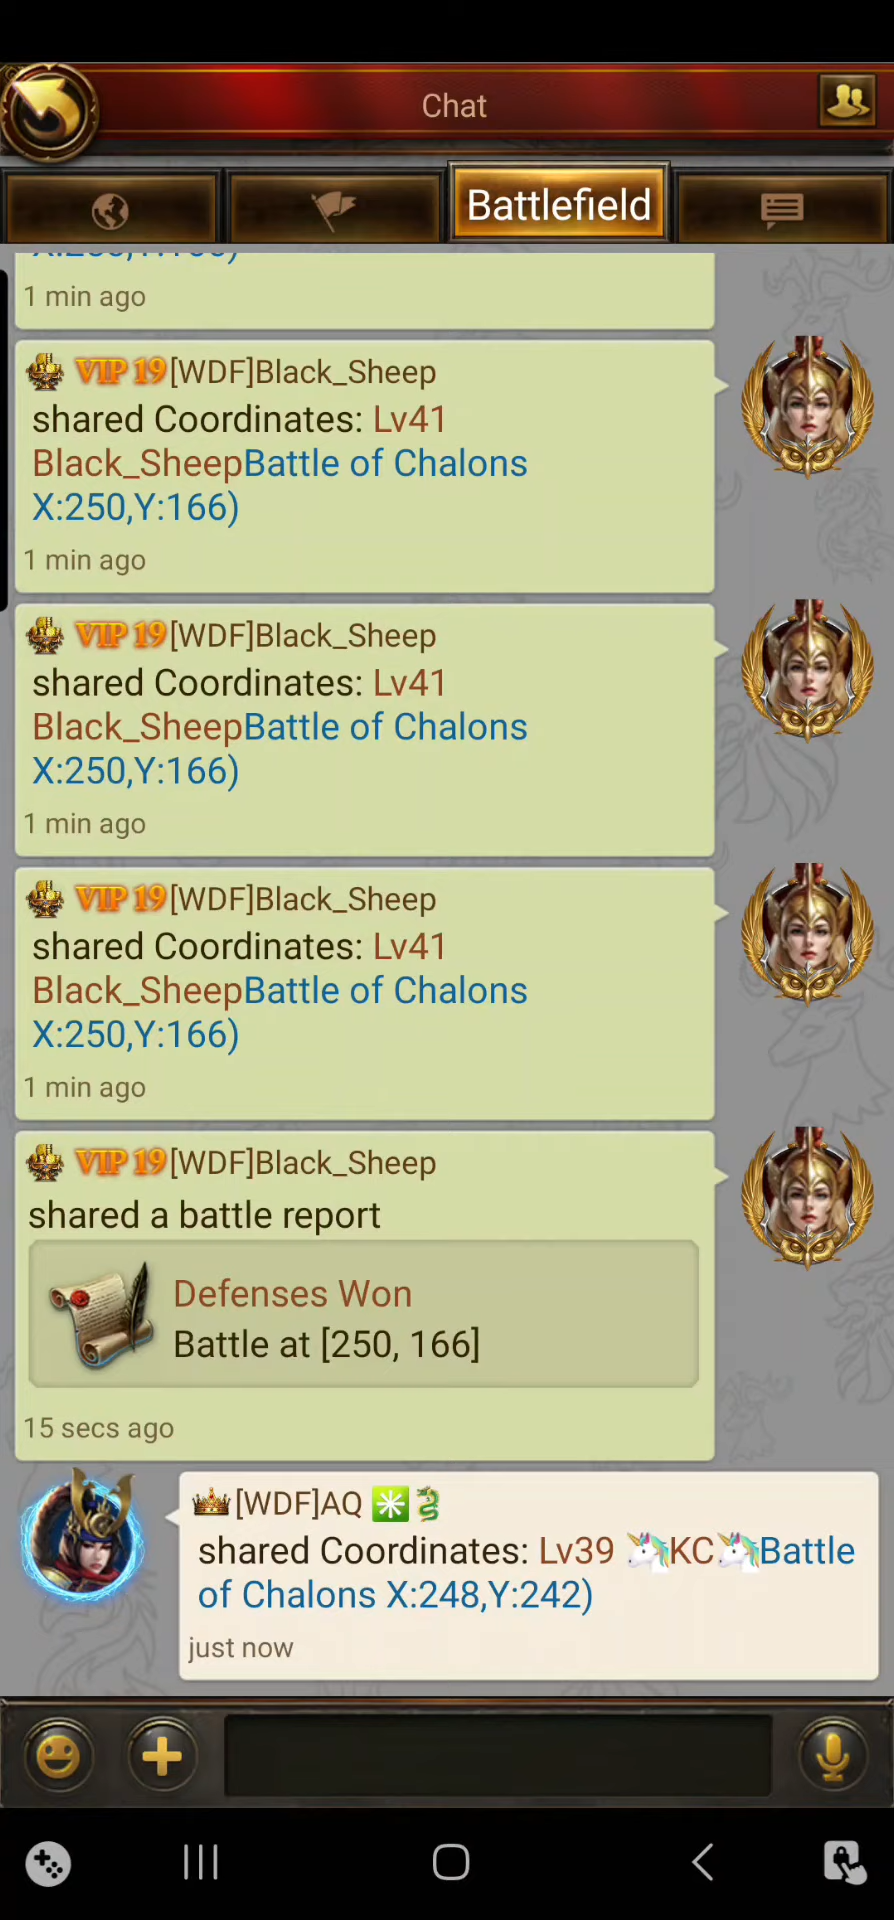 Chat
Battlefield
1 min ago
VIP 19[WDF]Black_Sheep
shared Coordinates: Lv41
Black_SheepBattle of Chalons
X:250,Y:166)
1 min ago
VIP 19[WDF]Black_Sheep
shared Coordinates: Lv41
Black_SheepBattle of Chalons
X:250,Y:166)
1 min ago
VIP 19[WDF]Black_Sheep
shared Coordinates: Lv41
Black_SheepBattle of Chalons
X:250,Y:166)
1 min ago
VIP 19[WDF]Black_Sheep
shared a battle report
Defenses Won
Battle at [250, 166]
15 secs ago
[WDF]AQ ✳️🐉
shared Coordinates: Lv39 🦄KC🦄Battle
of Chalons X:248,Y:242)
just now